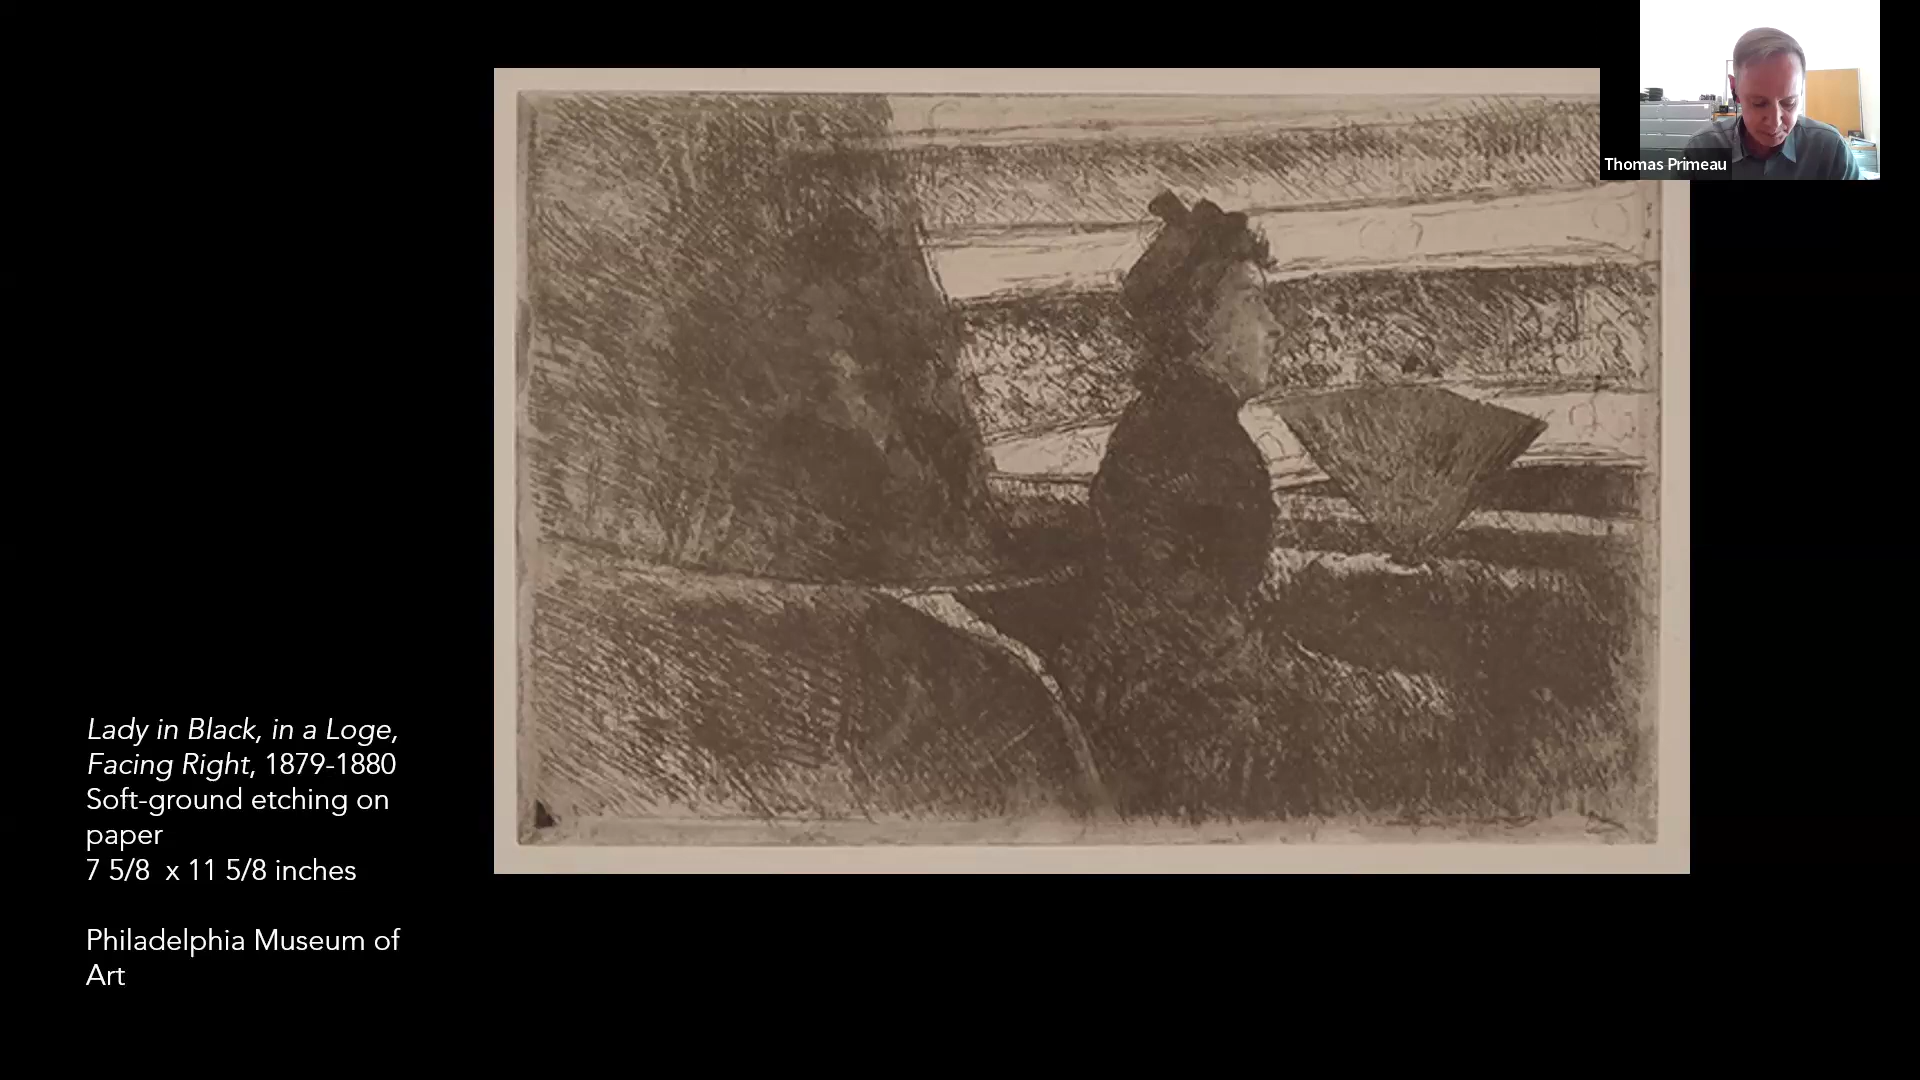 Thomas Primeau
Lady in Black, in a Loge,
Facing Right, 1879-1880
Soft-ground etching on
paper
7 5/8 x 11 5/8 inches
Philadelphia Museum of
Art